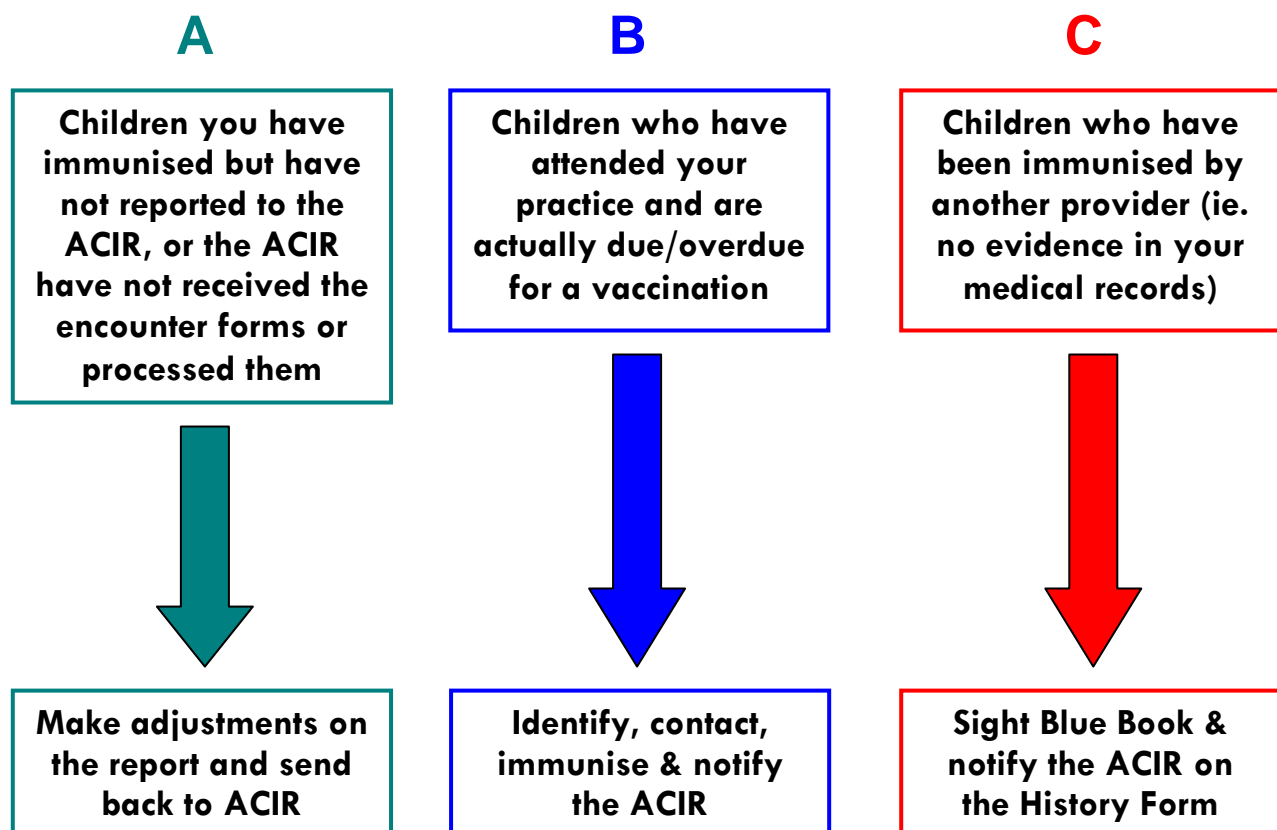 A
Children you have
immunised but have
not reported to the
ACIR, or the ACIR
have not received the
encounter forms or
processed them
Make adjustments on
the report and send
back to ACIR
B
Children who have
attended your
practice and are
actually due/overdue
for a vaccination
Identify, contact,
immunise & notify
the ACIR
C
Children who have
been immunised by
another provider (ie.
no evidence in your
medical records)
Sight Blue Book &
notify the ACIR on
the History Form